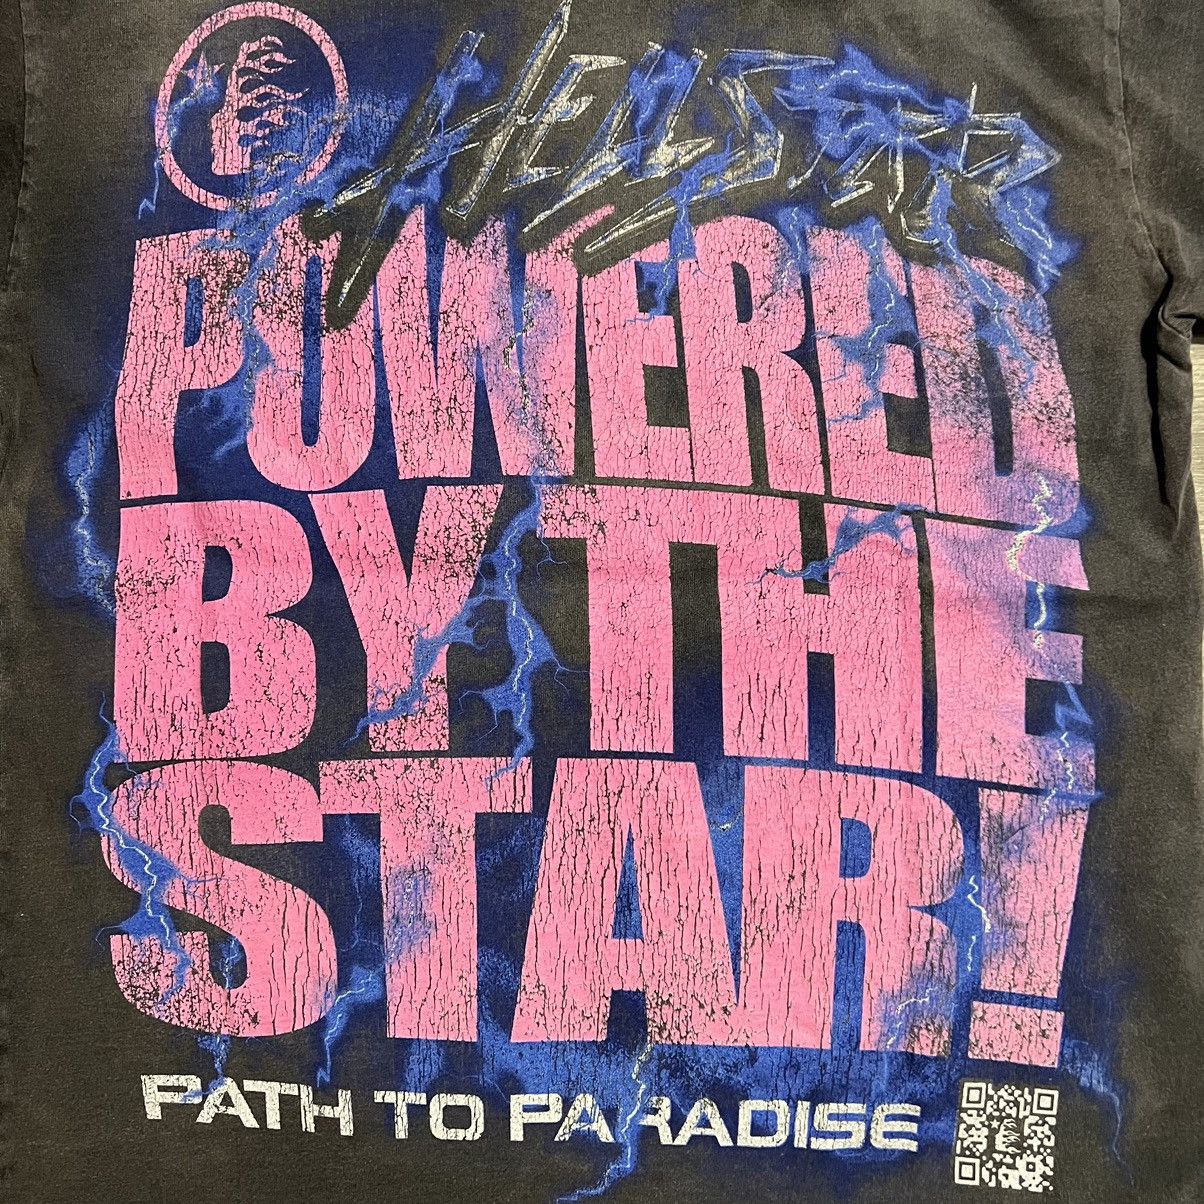 HELLSTAR
POWERED
BY THE
STAR!
PATH TO PARADISE